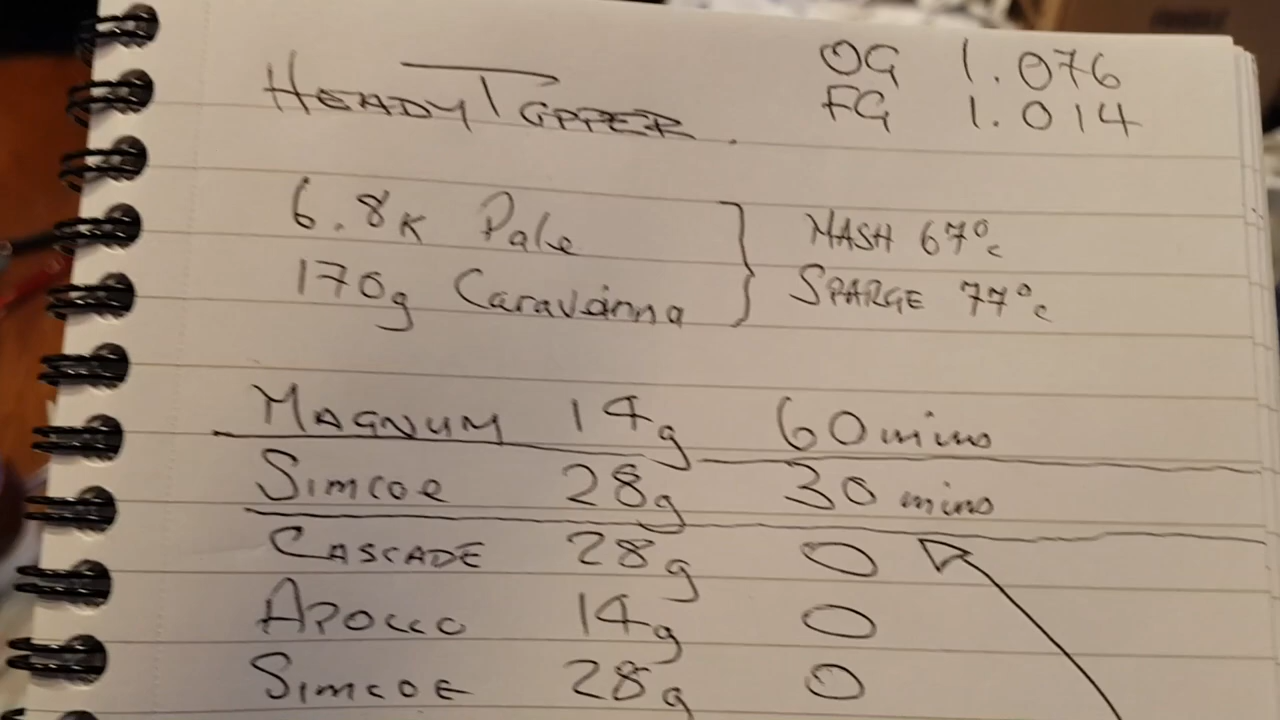 HEADY TOPPER.
OG 1.076
FG 1.014
6.8K Pale
170g Caravianna
MASH 67°c
SPARGE 77°c
MAGNUM 14g 60 mins
Simcoe 28g 30 mins
CASCADE 28g 0
APOLLO 14g 0
SIMCOE 28g 0